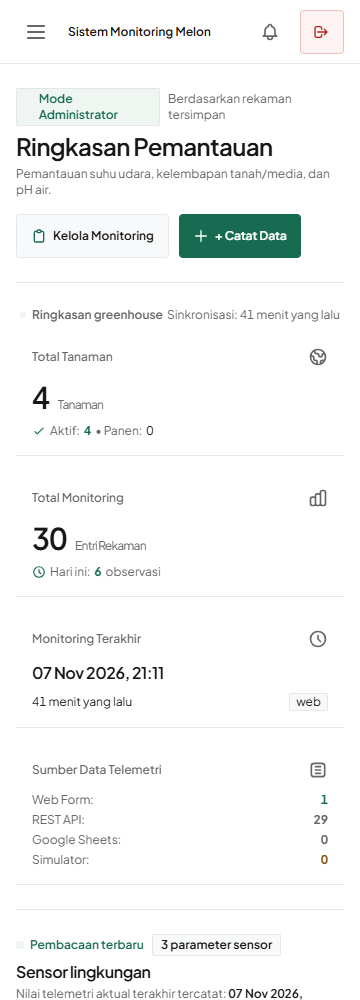 Sistem Monitoring Melon
Mode
Administrator
Berdasarkan rekaman
tersimpan
Ringkasan Pemantauan
Pemantauan suhu udara, kelembapan tanah/media, dan
pH air.
Kelola Monitoring
+ Catat Data
Ringkasan greenhouse Sinkronisasi: 41 menit yang lalu
Total Tanaman
4 Tanaman
Aktif: 4 • Panen: 0
Total Monitoring
30 Entri Rekaman
Hari ini: 6 observasi
Monitoring Terakhir
07 Nov 2026, 21:11
41 menit yang lalu web
Sumber Data Telemetri
Web Form: 1
REST API: 29
Google Sheets: 0
Simulator: 0
Pembacaan terbaru 3 parameter sensor
Sensor lingkungan
Nilai telemetri aktual terakhir tercatat: 07 Nov 2026,